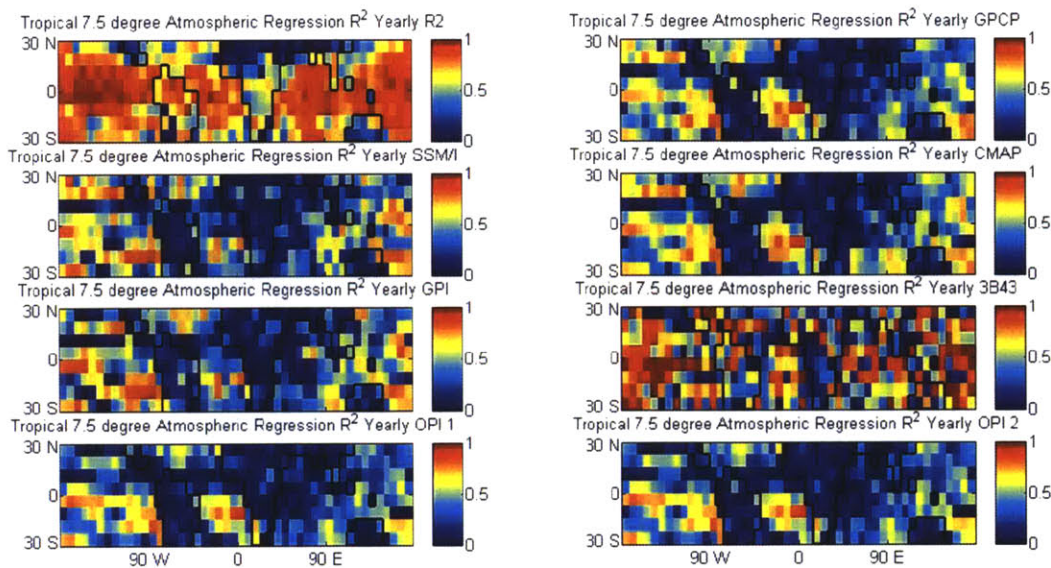 Tropical 7.5 degree Atmospheric Regression R² Yearly R2
30 N
0
30 S
1
0.5
0
Tropical 7.5 degree Atmospheric Regression R² Yearly SSM/I
30 N
0
30 S
1
0.5
0
Tropical 7.5 degree Atmospheric Regression R² Yearly GPI
30 N
0
30 S
1
0.5
0
Tropical 7.5 degree Atmospheric Regression R² Yearly OPI 1
30 N
0
30 S
90 W 0 90 E
1
0.5
0
Tropical 7.5 degree Atmospheric Regression R² Yearly GPCP
30 N
0
30 S
1
0.5
0
Tropical 7.5 degree Atmospheric Regression R² Yearly CMAP
30 N
0
30 S
1
0.5
0
Tropical 7.5 degree Atmospheric Regression R² Yearly 3B43
30 N
0
30 S
1
0.5
0
Tropical 7.5 degree Atmospheric Regression R² Yearly OPI 2
30 N
0
30 S
90 W 0 90 E
1
0.5
0